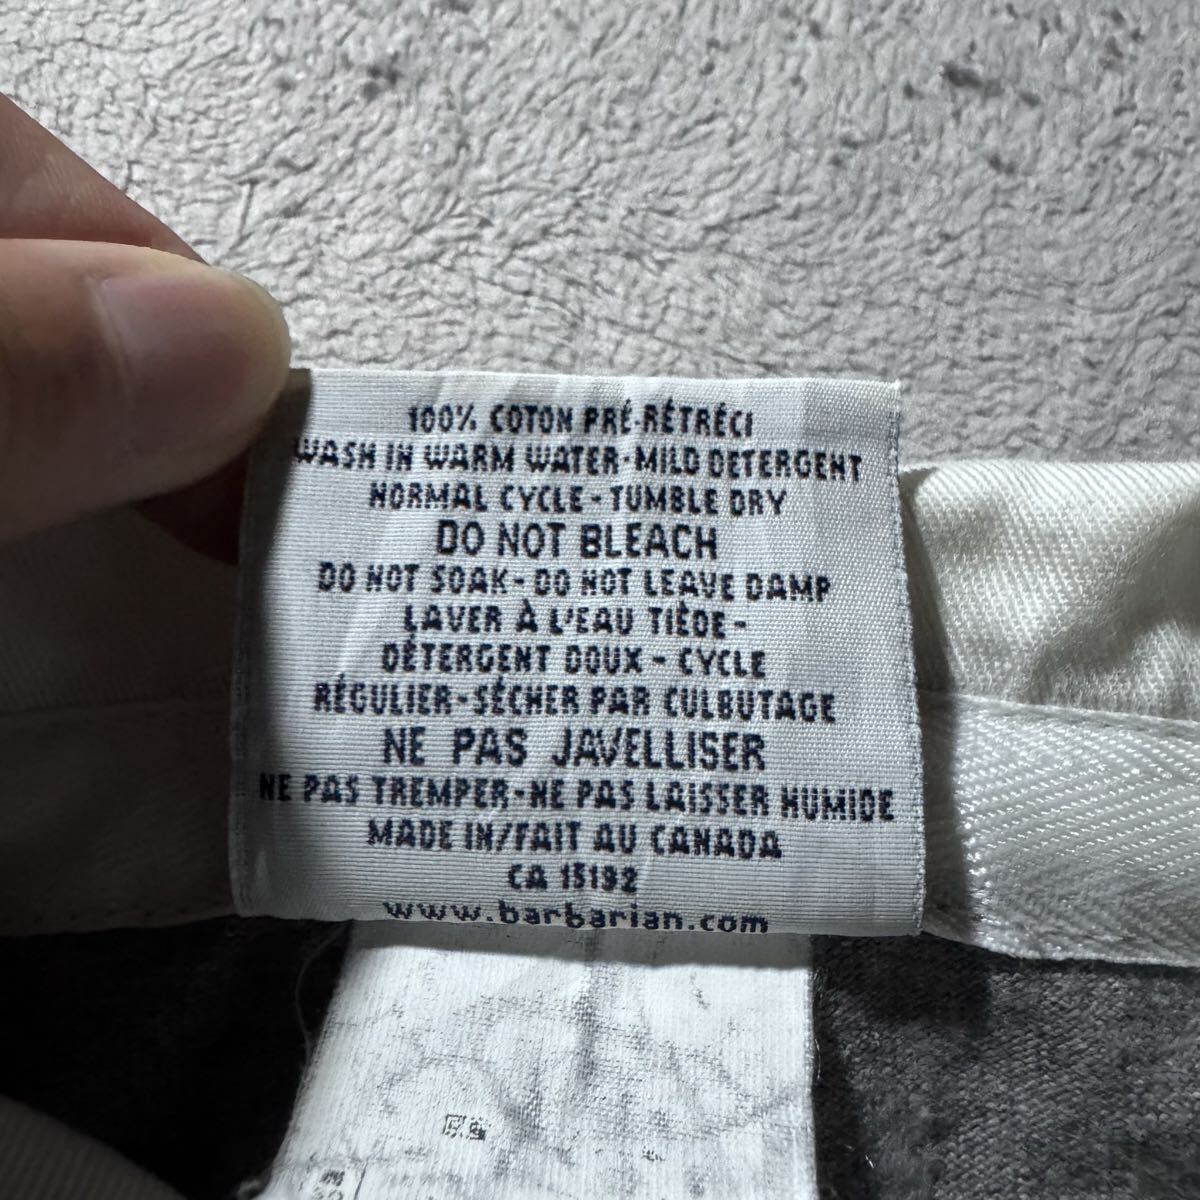 100% COTON PRÉ-RÉTRÉCI
WASH IN WARM WATER-MILD DETERGENT
NORMAL CYCLE-TUMBLE DRY
DO NOT BLEACH
DO NOT SOAK-DO NOT LEAVE DAMP
LAVER À L'EAU TIÈDE-
DÉTERGENT DOUX-CYCLE
RÉGULIER-SÉCHER PAR CULBUTAGE
NE PAS JAVELLISER
NE PAS TREMPER-NE PAS LAISSER HUMIDE
MADE IN/FAIT AU CANADA
CA 15192
www.barbarian.com